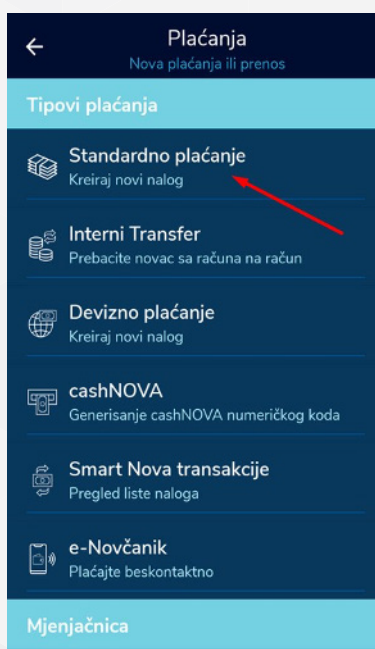 Plaćanja
Nova plaćanja ili prenos
Tipovi plaćanja
Standardno plaćanje
Kreiraj novi nalog
Interni Transfer
Prebacite novac sa računa na račun
Devizno plaćanje
Kreiraj novi nalog
cashNOVA
Generisanje cashNOVA numeričkog koda
Smart Nova transakcije
Pregled liste naloga
e-Novčanik
Plaćajte beskontaktno
Mjenjačnica